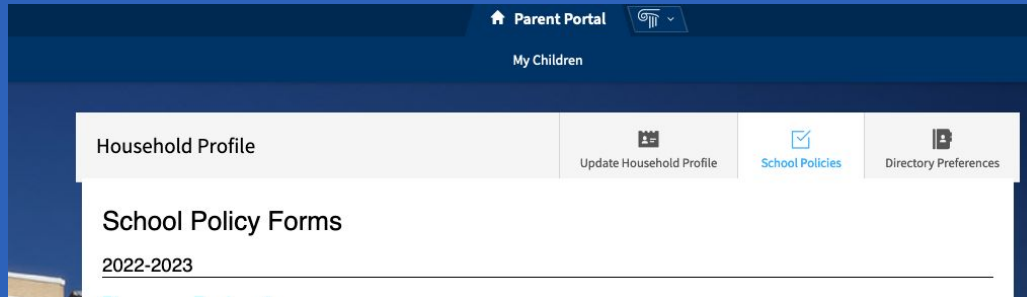 Parent Portal
My Children
Household Profile
Update Household Profile
School Policies
Directory Preferences
School Policy Forms
2022-2023